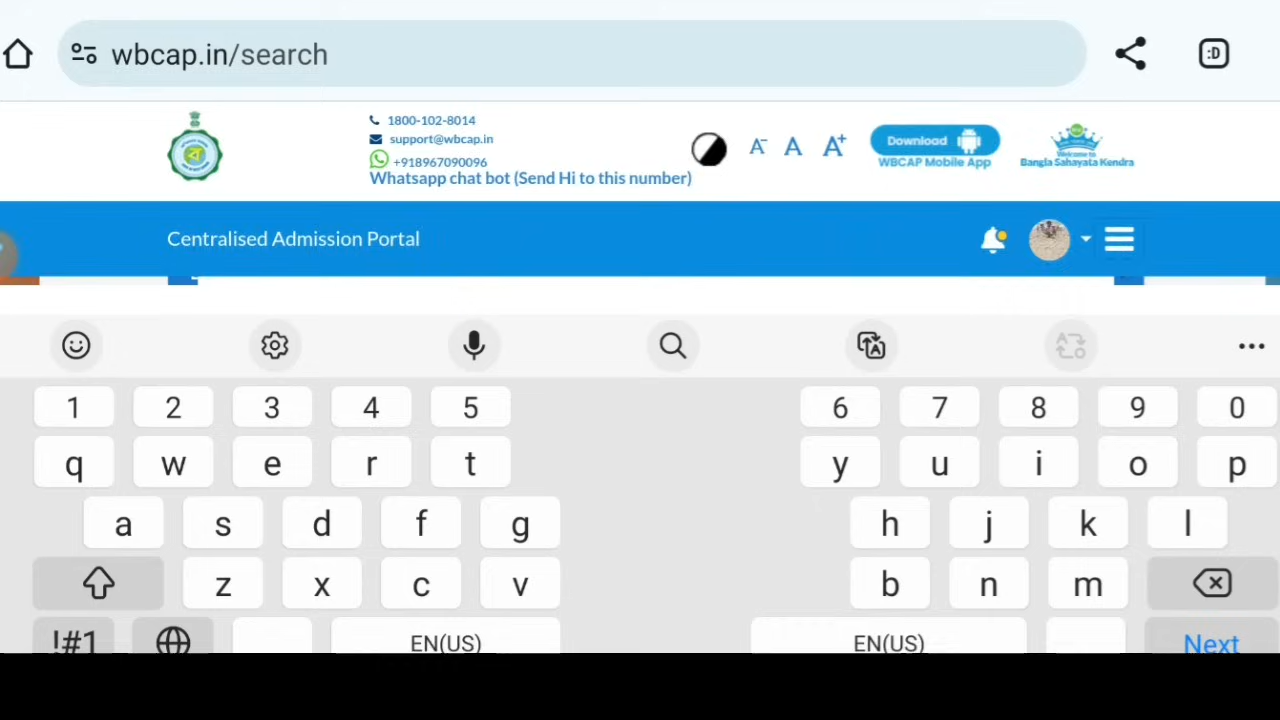 wbcap.in/search
:D
1800-102-8014
support@wbcap.in
+918967090096
Whatsapp chat bot (Send Hi to this number)
A- A A+
Download
WBCAP Mobile App
Welcome to
Bangla Sahayata Kendra
Centralised Admission Portal
1 2 3 4 5 6 7 8 9 0
q w e r t y u i o p
a s d f g h j k l
z x c v b n m
!#1 EN(US) EN(US) Next